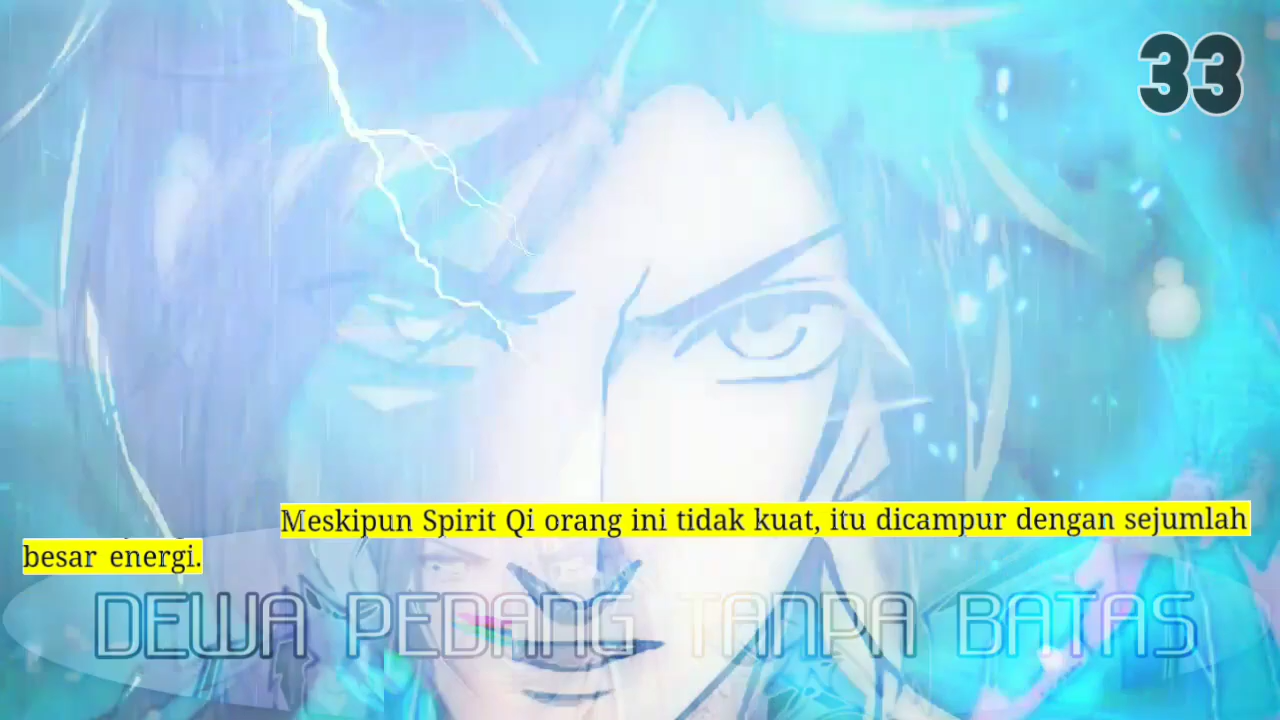 33
Meskipun Spirit Qi orang ini tidak kuat, itu dicampur dengan sejumlah
besar energi.
DEWA PEDANG TANPA BATAS